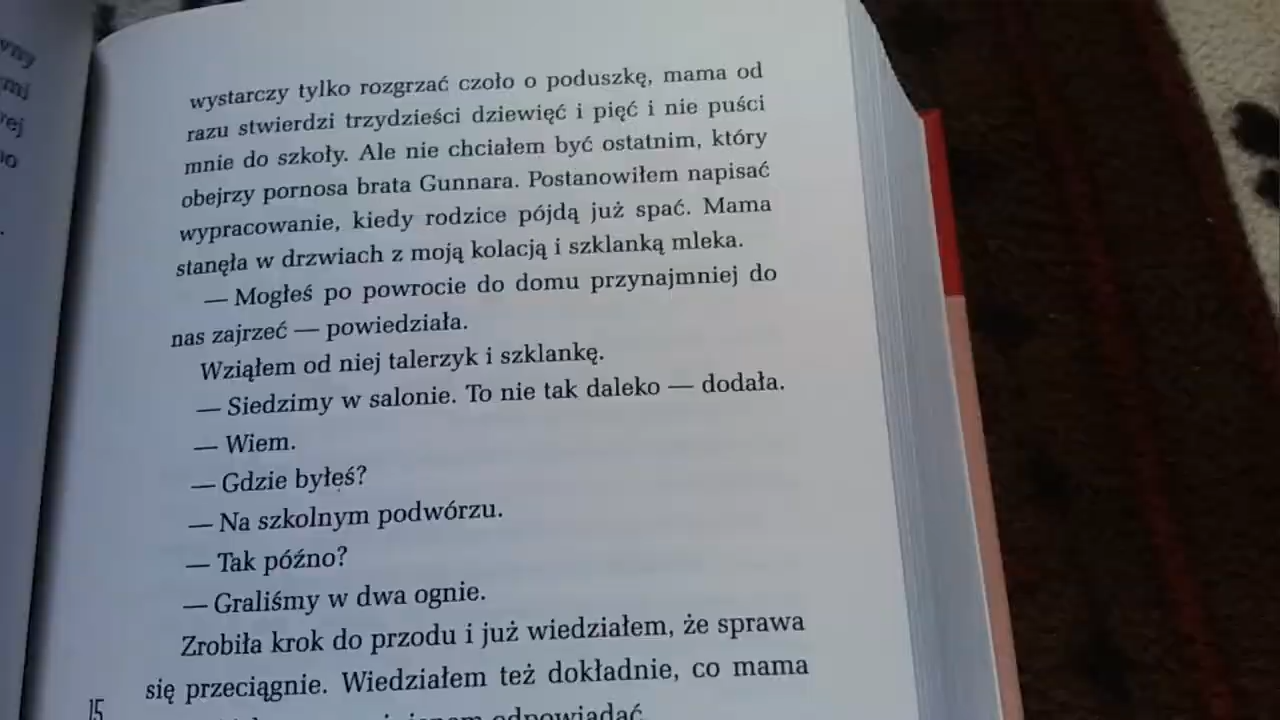 wystarczy tylko rozgrzać czoło o poduszkę, mama od
razu stwierdzi trzydzieści dziewięć i pięć i nie puści
mnie do szkoły. Ale nie chciałem być ostatnim, który
obejrzy pornosa brata Gunnara. Postanowiłem napisać
wypracowanie, kiedy rodzice pójdą już spać. Mama
stanęła w drzwiach z moją kolacją i szklanką mleka.
— Mogłeś po powrocie do domu przynajmniej do
nas zajrzeć — powiedziała.
Wziąłem od niej talerzyk i szklankę.
— Siedzimy w salonie. To nie tak daleko — dodała.
— Wiem.
— Gdzie byłeś?
— Na szkolnym podwórzu.
— Tak późno?
— Graliśmy w dwa ognie.
Zrobiła krok do przodu i już wiedziałem, że sprawa
się przeciągnie. Wiedziałem też dokładnie, co mama
odpowiadać
15